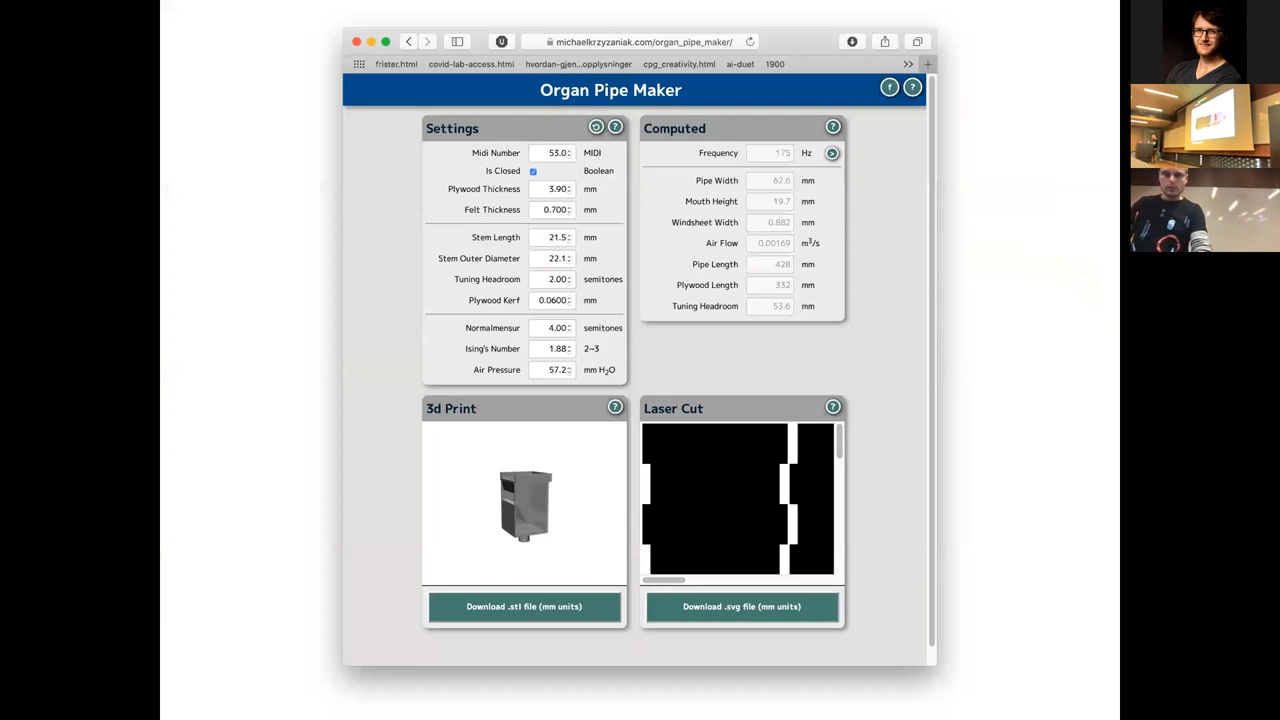 michaelkrzyzaniak.com/organ_pipe_maker/
frister.html covid-lab-access.html hvordan-gjen...opplysninger cpg_creativity.html ai-duet 1900
Organ Pipe Maker
f ?
Settings ?
Midi Number 53.0 MIDI
Is Closed Boolean
Plywood Thickness 3.90 mm
Felt Thickness 0.700 mm
Stem Length 21.5 mm
Stem Outer Diameter 22.1 mm
Tuning Headroom 2.00 semitones
Plywood Kerf 0.0600 mm
Normalmensur 4.00 semitones
Ising's Number 1.88 2~3
Air Pressure 57.2 mm H₂O
Computed ?
Frequency 175 Hz >
Pipe Width 62.6 mm
Mouth Height 19.7 mm
Windsheet Width 0.882 mm
Air Flow 0.00169 m³/s
Pipe Length 428 mm
Plywood Length 332 mm
Tuning Headroom 53.6 mm
3d Print ?
Download .stl file (mm units)
Laser Cut ?
Download .svg file (mm units)